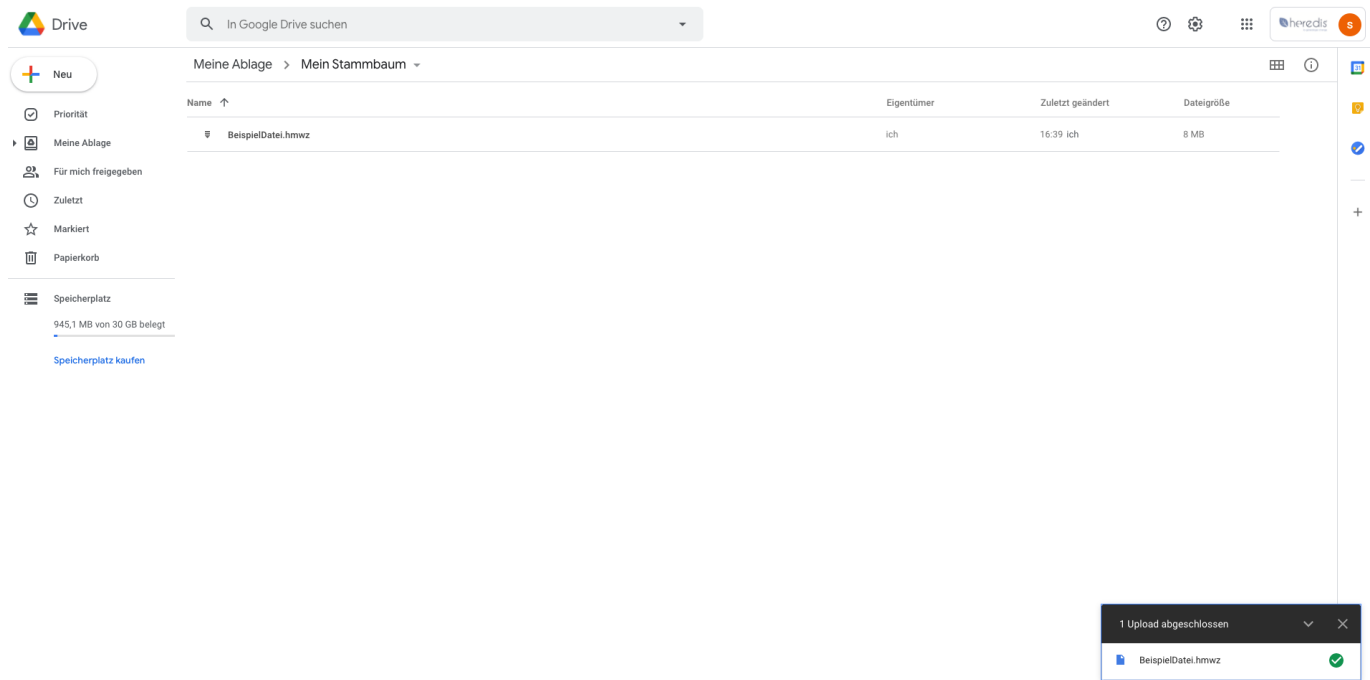 Drive
In Google Drive suchen
heredis
S
Neu
Meine Ablage > Mein Stammbaum
Priorität
Meine Ablage
Für mich freigegeben
Zuletzt
Markiert
Papierkorb
Speicherplatz
945,1 MB von 30 GB belegt
Speicherplatz kaufen
Name Eigentümer Zuletzt geändert Dateigröße
BeispielDatei.hmwz ich 16:39 ich 8 MB
31
1 Upload abgeschlossen
BeispielDatei.hmwz